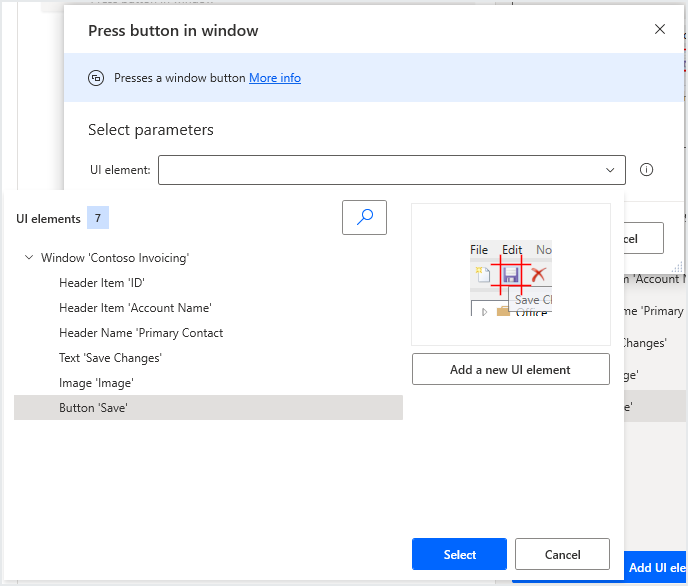 Press button in window
Presses a window button More info
Select parameters
UI element:
UI elements 7
Window 'Contoso Invoicing'
Header Item 'ID'
Header Item 'Account Name'
Header Name 'Primary Contact
Text 'Save Changes'
Image 'Image'
Button 'Save'
File Edit No
Save Cl
Office
Add a new UI element
Select
Cancel
cel
m 'Account N
me 'Primary
Changes'
ge'
e'
Add UI ele